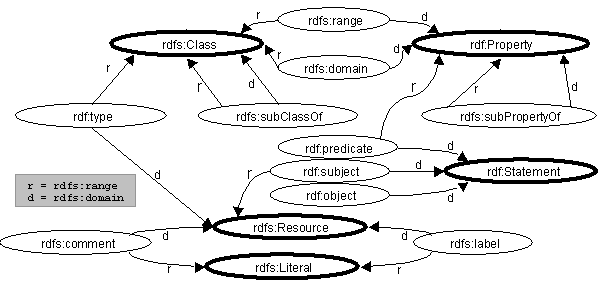 r
rdfs:range
d
rdfs:Class
rdf:Property
r
rdfs:domain
d
r
r
d
r
r
d
rdf:type
rdfs:subClassOf
rdfs:subPropertyOf
rdf:predicate
d
r
rdf:subject
d
rdf:Statement
d
r = rdfs:range
d = rdfs:domain
rdf:object
d
rdfs:Resource
rdfs:comment
d
d
rdfs:label
r
rdfs:Literal
r